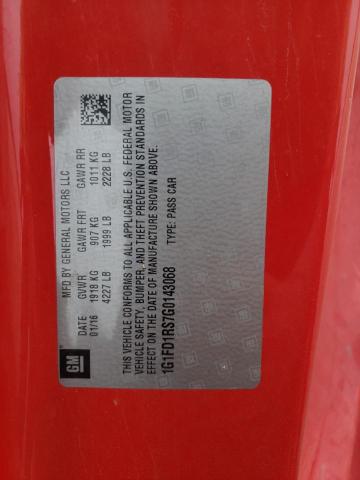 GM
MFD BY GENERAL MOTORS LLC
DATE GVWR GAWR FRT GAWR RR
01/16 1918 KG 907 KG 1011 KG
4227 LB 1999 LB 2228 LB
THIS VEHICLE CONFORMS TO ALL APPLICABLE U.S. FEDERAL MOTOR
VEHICLE SAFETY, BUMPER, AND THEFT PREVENTION STANDARDS IN
EFFECT ON THE DATE OF MANUFACTURE SHOWN ABOVE.
1G1FD1RS7G0143068 TYPE: PASS CAR